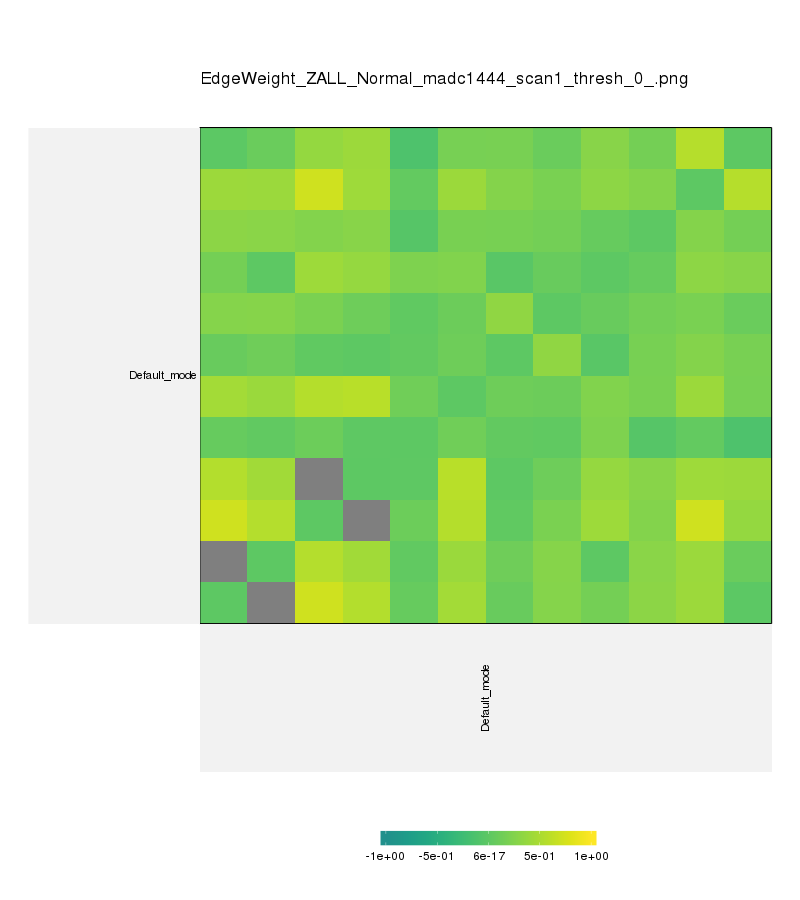 EdgeWeight_ZALL_Normal_madc1444_scan1_thresh_0_.png
Default_mode
Default_mode
-1e+00 -5e-01 6e-17 5e-01 1e+00